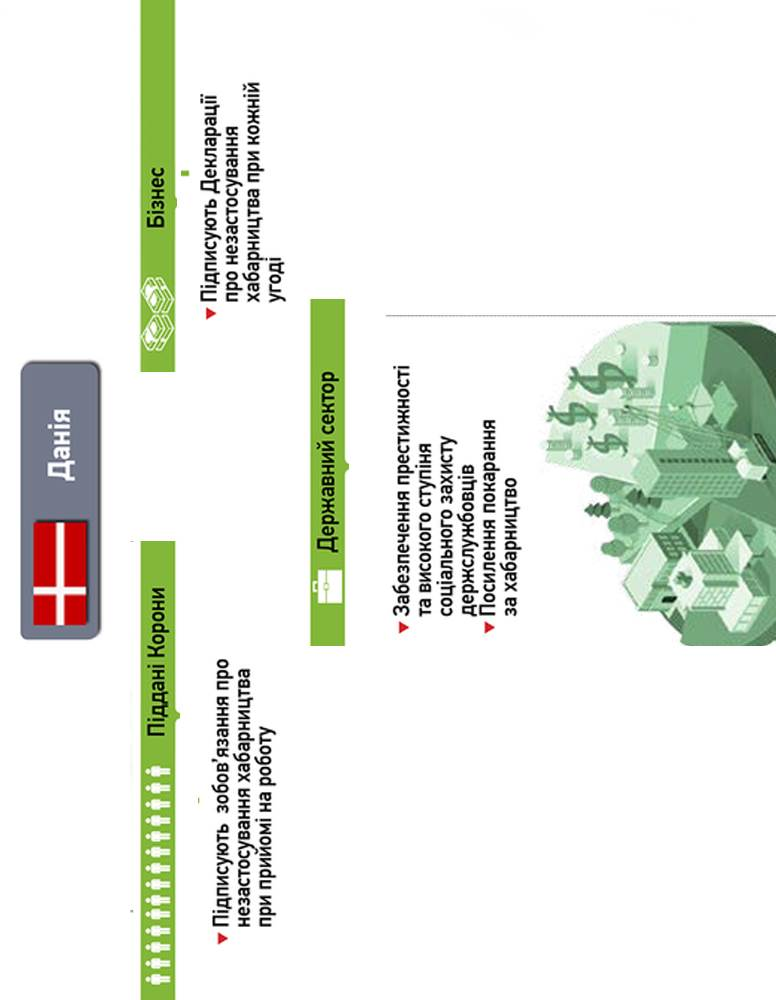 Данія
Піддані Корони
Підписують зобов'язання про
незастосування хабарництва
при прийомі на роботу
Бізнес
Підписують Декларації
про незастосування
хабарництва при кожній
угоді
Державний сектор
Забезпечення престижності
та високого ступіня
соціального захисту
держслужбовців
Посилення покарання
за хабарництво